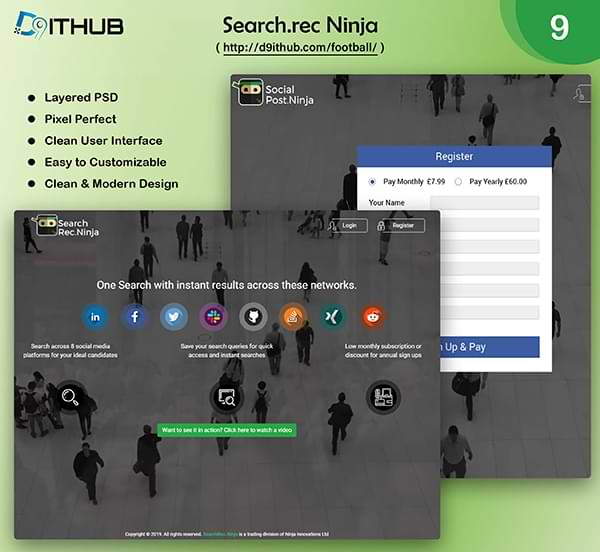 D9ITHUB
Search.rec Ninja
( http://d9ithub.com/football/ )
9
Layered PSD
Pixel Perfect
Clean User Interface
Easy to Customizable
Clean & Modern Design
Social
Post.Ninja
Register
Pay Monthly £7.99 Pay Yearly £60.00
Your Name
Up & Pay
Search
Rec.Ninja
Login Register
One Search with instant results across these networks.
Search across 8 social media
platforms for your ideal candidates
Save your search queries for quick
access and instant searches
Low monthly subscription or
discount for annual sign ups
Want to see it in action? Click here to watch a video
Copyright © 2019. All rights reserved. SearchRec.Ninja is a trading division of Ninja Innovations Ltd